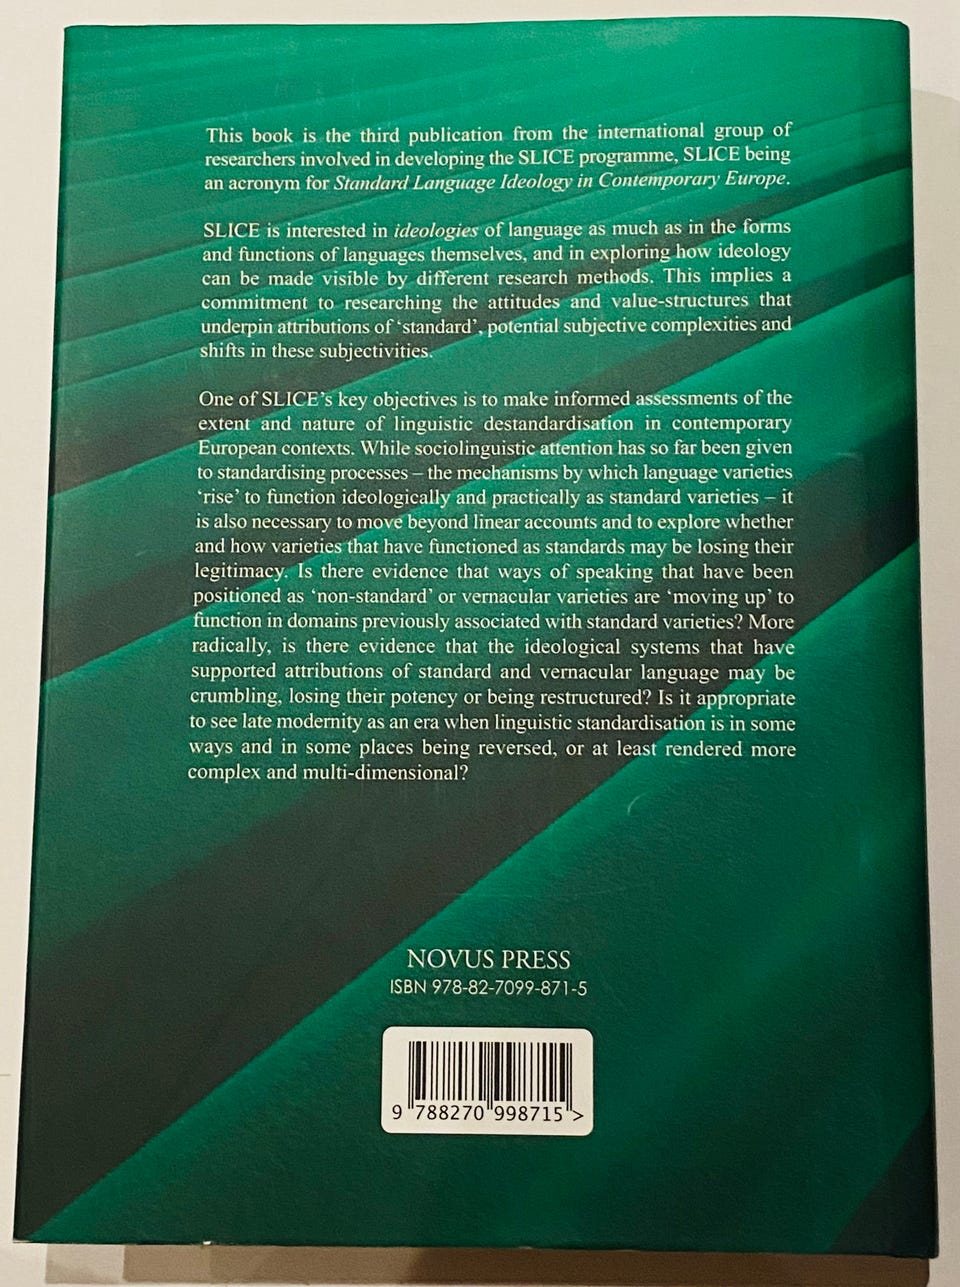 This book is the third publication from the international group of
researchers involved in developing the SLICE programme, SLICE being
an acronym for Standard Language Ideology in Contemporary Europe.
SLICE is interested in ideologies of language as much as in the forms
and functions of languages themselves, and in exploring how ideology
can be made visible by different research methods. This implies a
commitment to researching the attitudes and value-structures that
underpin attributions of ‘standard’, potential subjective complexities and
shifts in these subjectivities.
One of SLICE’s key objectives is to make informed assessments of the
extent and nature of linguistic destandardisation in contemporary
European contexts. While sociolinguistic attention has so far been given
to standardising processes – the mechanisms by which language varieties
‘rise’ to function ideologically and practically as standard varieties – it
is also necessary to move beyond linear accounts and to explore whether
and how varieties that have functioned as standards may be losing their
legitimacy. Is there evidence that ways of speaking that have been
positioned as ‘non-standard’ or vernacular varieties are ‘moving up’ to
function in domains previously associated with standard varieties? More
radically, is there evidence that the ideological systems that have
supported attributions of standard and vernacular language may be
crumbling, losing their potency or being restructured? Is it appropriate
to see late modernity as an era when linguistic standardisation is in some
ways and in some places being reversed, or at least rendered more
complex and multi-dimensional?
NOVUS PRESS
ISBN 978-82-7099-871-5
9 788270 998715 >